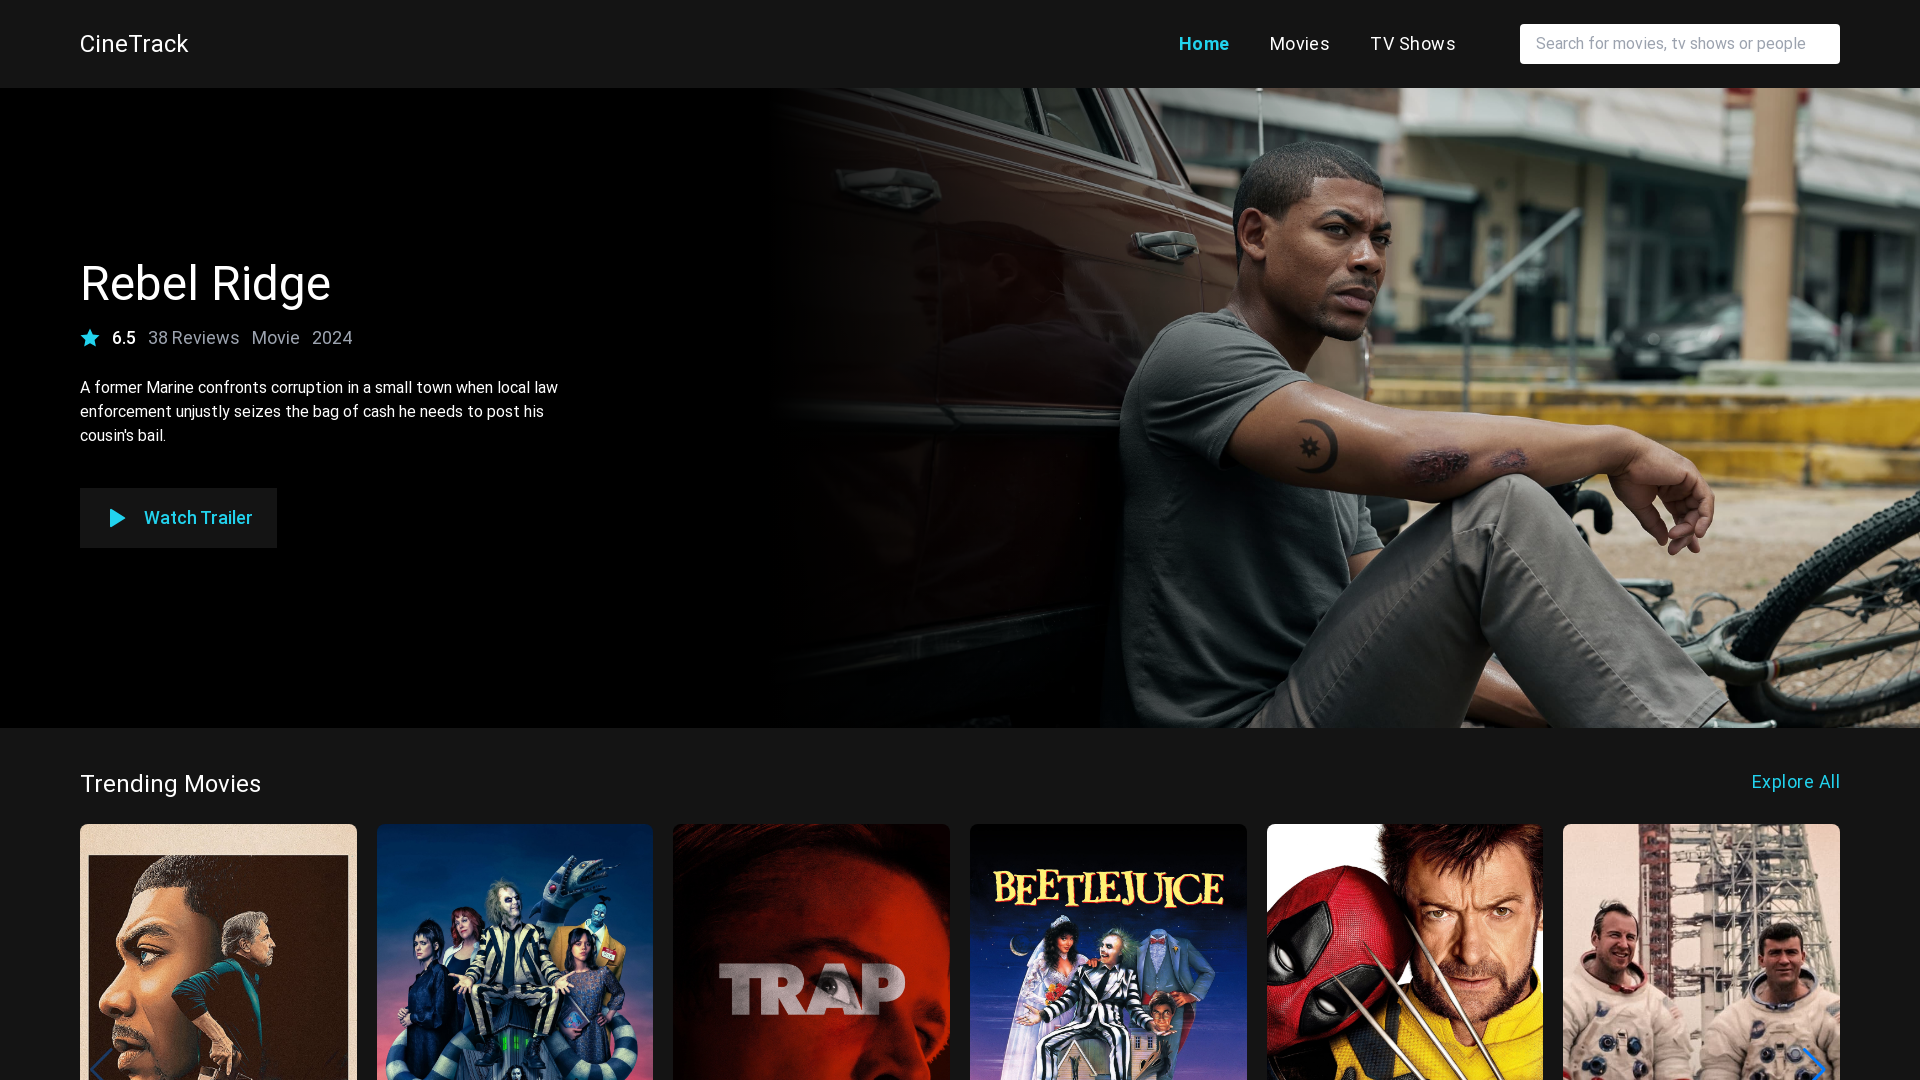 CineTrack
Home
Movies
TV Shows
Search for movies, tv shows or people
Rebel Ridge
6.5
38 Reviews
Movie
2024
A former Marine confronts corruption in a small town when local law
enforcement unjustly seizes the bag of cash he needs to post his
cousin's bail.
Watch Trailer
Trending Movies
Explore All
TRAP
BEETLEJUICE